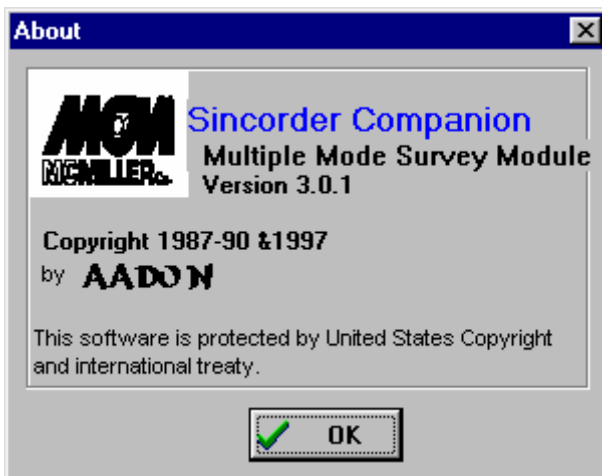 About
MCM
MCMILLER Co.
Sincorder Companion
Multiple Mode Survey Module
Version 3.0.1
Copyright 1987-90 &1997
by AADON
This software is protected by United States Copyright
and international treaty.
OK